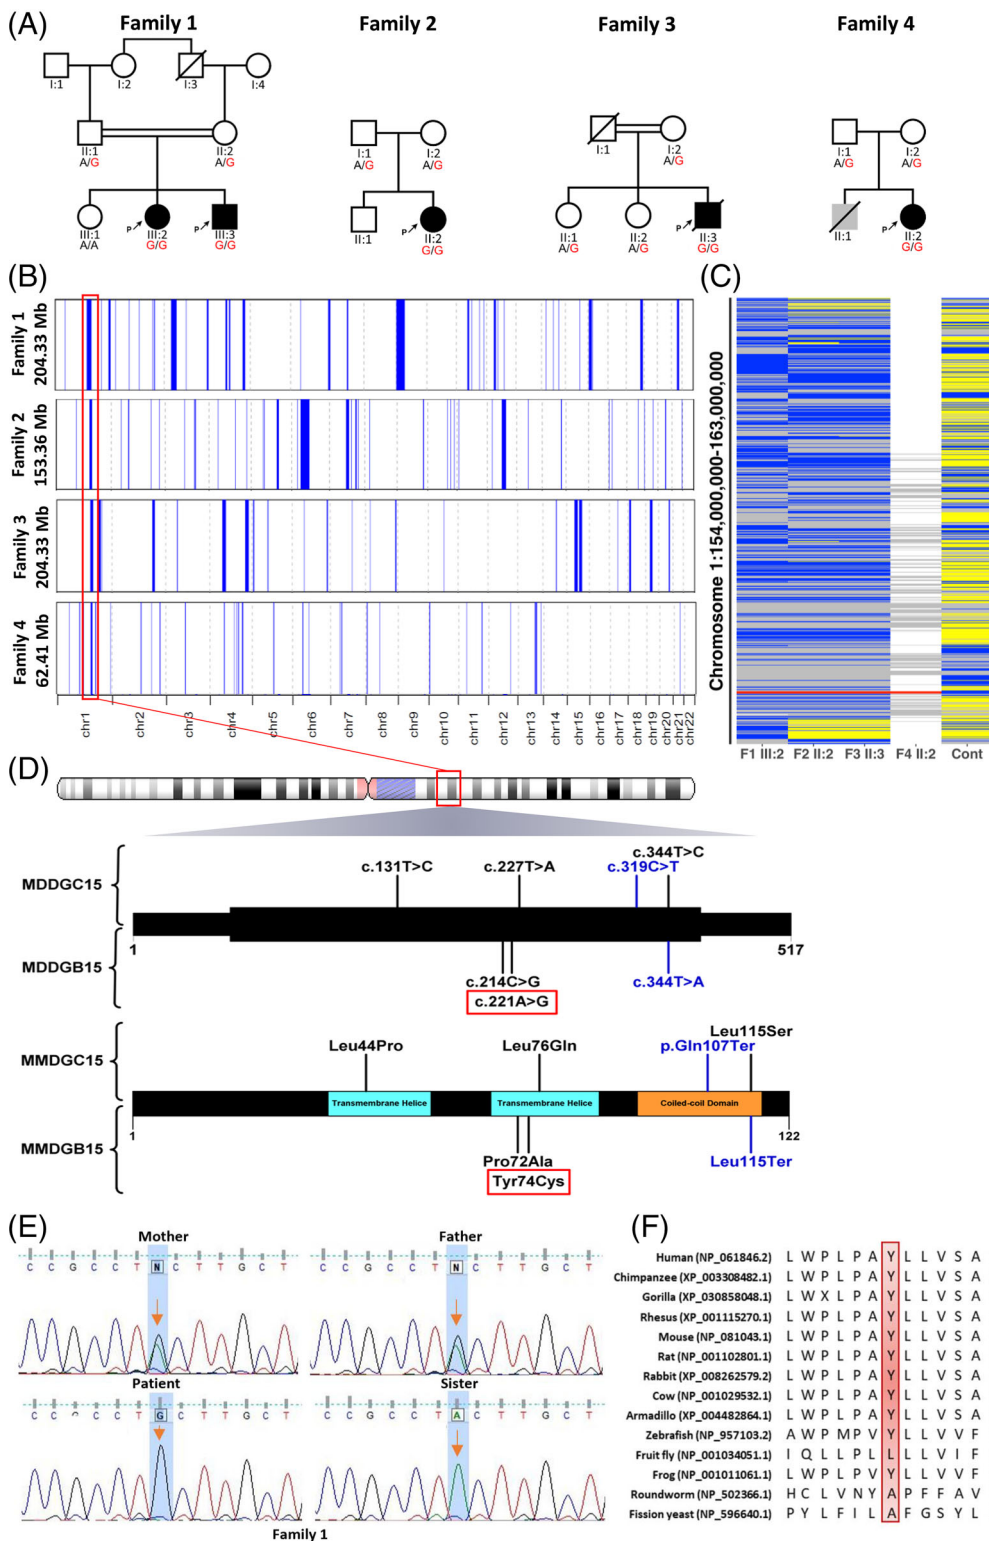 (A)
Family 1
Family 2
Family 3
Family 4
I:1
I:2
I:3
I:4
II:1
A/G
II:2
A/G
III:1
A/A
P
III:2
G/G
P
III:3
G/G
I:1
A/G
I:2
A/G
II:1
P
II:2
G/G
I:1
I:2
A/G
II:1
A/G
II:2
A/G
P
II:3
G/G
I:1
A/G
I:2
A/G
II:1
P
II:2
G/G
(B)
Family 1
204.33 Mb
Family 2
153.36 Mb
Family 3
204.33 Mb
Family 4
62.41 Mb
chr1
chr2
chr3
chr4
chr5
chr6
chr7
chr8
chr9
chr10
chr11
chr12
chr13
chr14
chr15
chr16
chr17
chr18
chr19
chr20
chr21
chr22
(C)
Chromosome 1:154,000,000-163,000,000
F1 III:2
F2 II:2
F3 II:3
F4 II:2
Cont
(D)
MDDGC15
c.131T>C
c.227T>A
c.344T>C
c.319C>T
1
517
MDDGB15
c.214C>G
c.221A>G
c.344T>A
MMDGC15
Leu44Pro
Leu76Gln
Leu115Ser
p.Gln107Ter
Transmembrane Helice
Transmembrane Helice
Coiled-coil Domain
1
122
MMDGB15
Pro72Ala
Tyr74Cys
Leu115Ter
(E)
Mother
C C G C C T N C T T G C T
Father
C C G C C T N C T T G C T
Patient
C C G C C T G C T T G C T
Sister
C C G C C T A C T T G C T
Family 1
(F)
Human (NP_061846.2) L W P L P A Y L L V S A
Chimpanzee (XP_003308482.1) L W P L P A Y L L V S A
Gorilla (XP_030858048.1) L W X L P A Y L L V S A
Rhesus (XP_001115270.1) L W P L P A Y L L V S A
Mouse (NP_081043.1) L W P L P A Y L L V S A
Rat (NP_001102801.1) L W P L P A Y L L V S A
Rabbit (XP_008262579.2) L W P L P A Y L L V S A
Cow (NP_001029532.1) L W P L P A Y L L V S A
Armadillo (XP_004482864.1) L W P L P A Y L L V S A
Zebrafish (NP_957103.2) A W P M P V Y L L V V F
Fruit fly (NP_001034051.1) I Q L L P L L L L V I F
Frog (NP_001011061.1) L W P L P V Y L L V V F
Roundworm (NP_502366.1) H C L V N Y A P F F A V
Fission yeast (NP_596640.1) P Y L F I L A F G S Y L